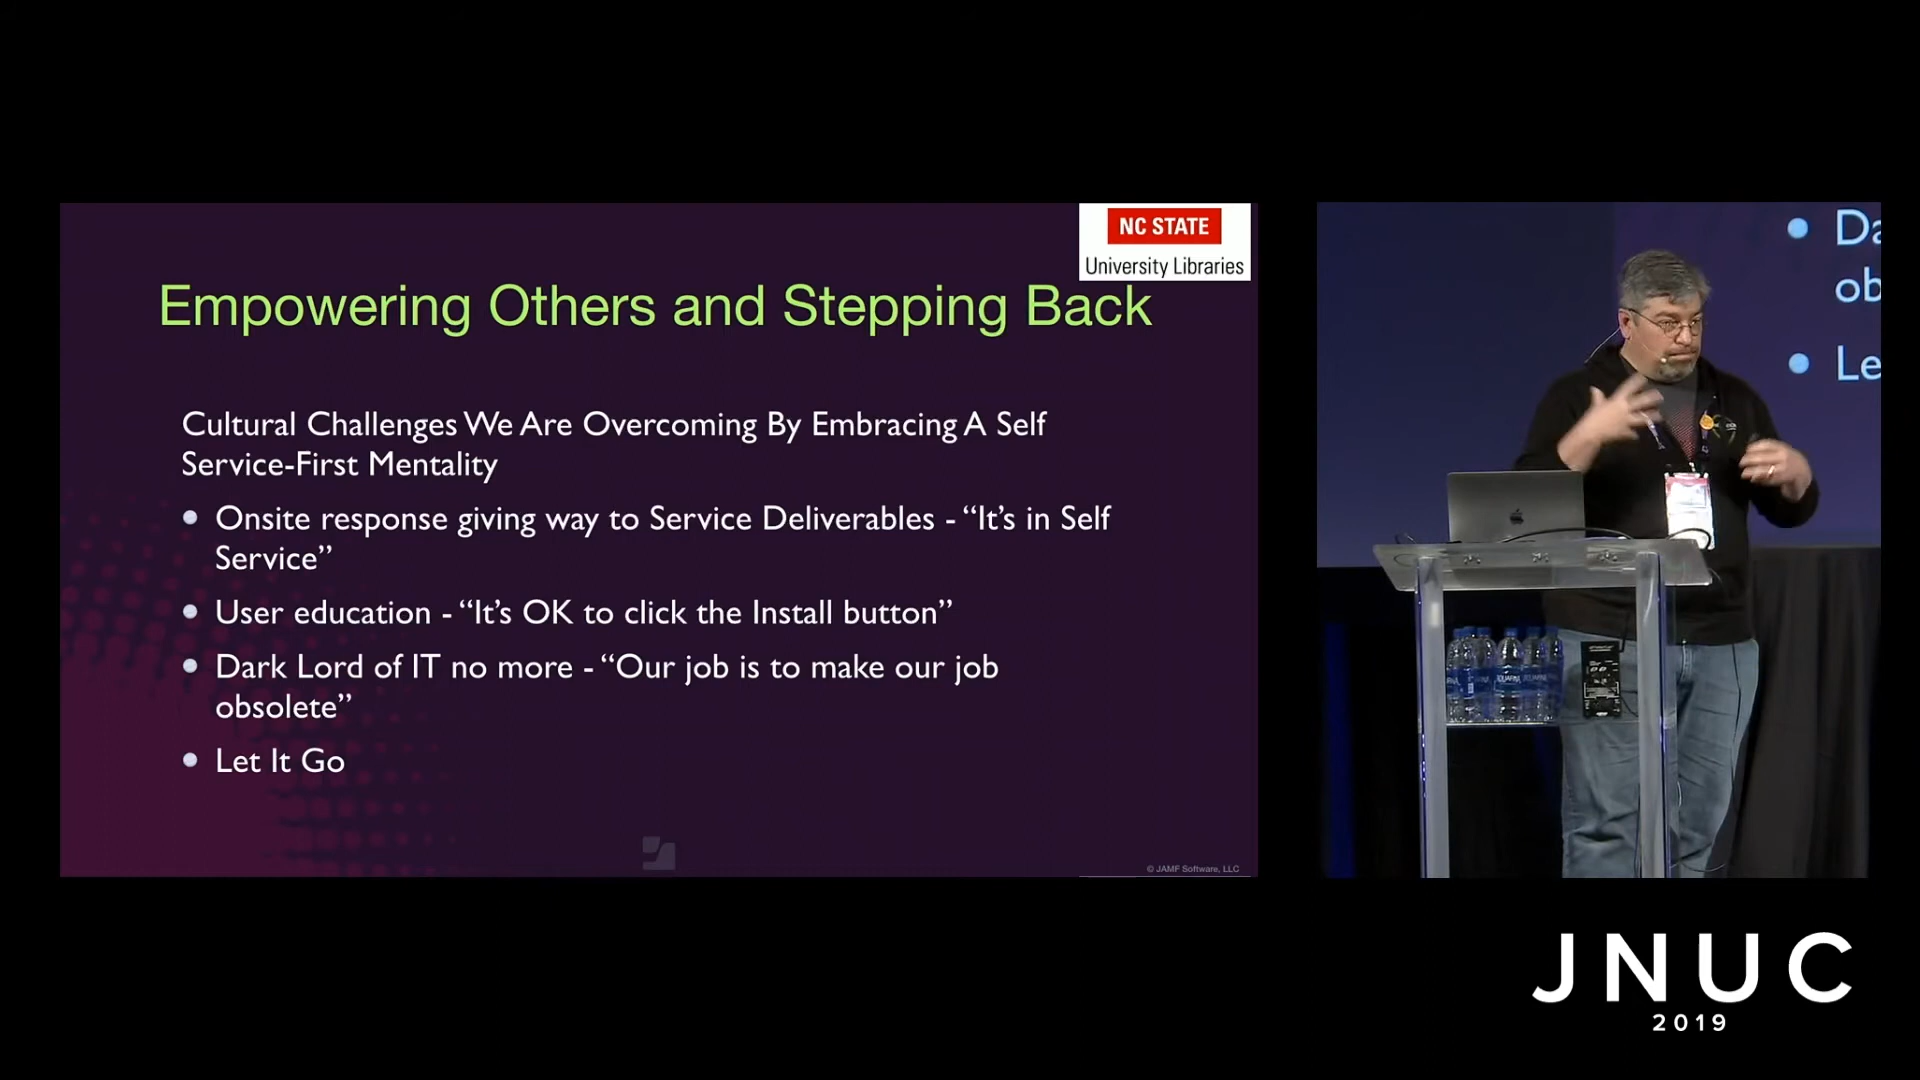 NC STATE
University Libraries
Empowering Others and Stepping Back
Cultural Challenges We Are Overcoming By Embracing A Self
Service-First Mentality
Onsite response giving way to Service Deliverables - “It’s in Self
Service”
User education - “It’s OK to click the Install button”
Dark Lord of IT no more - “Our job is to make our job
obsolete”
Let It Go
© JAMF Software, LLC
Da
ob
Le
JNUC
2019